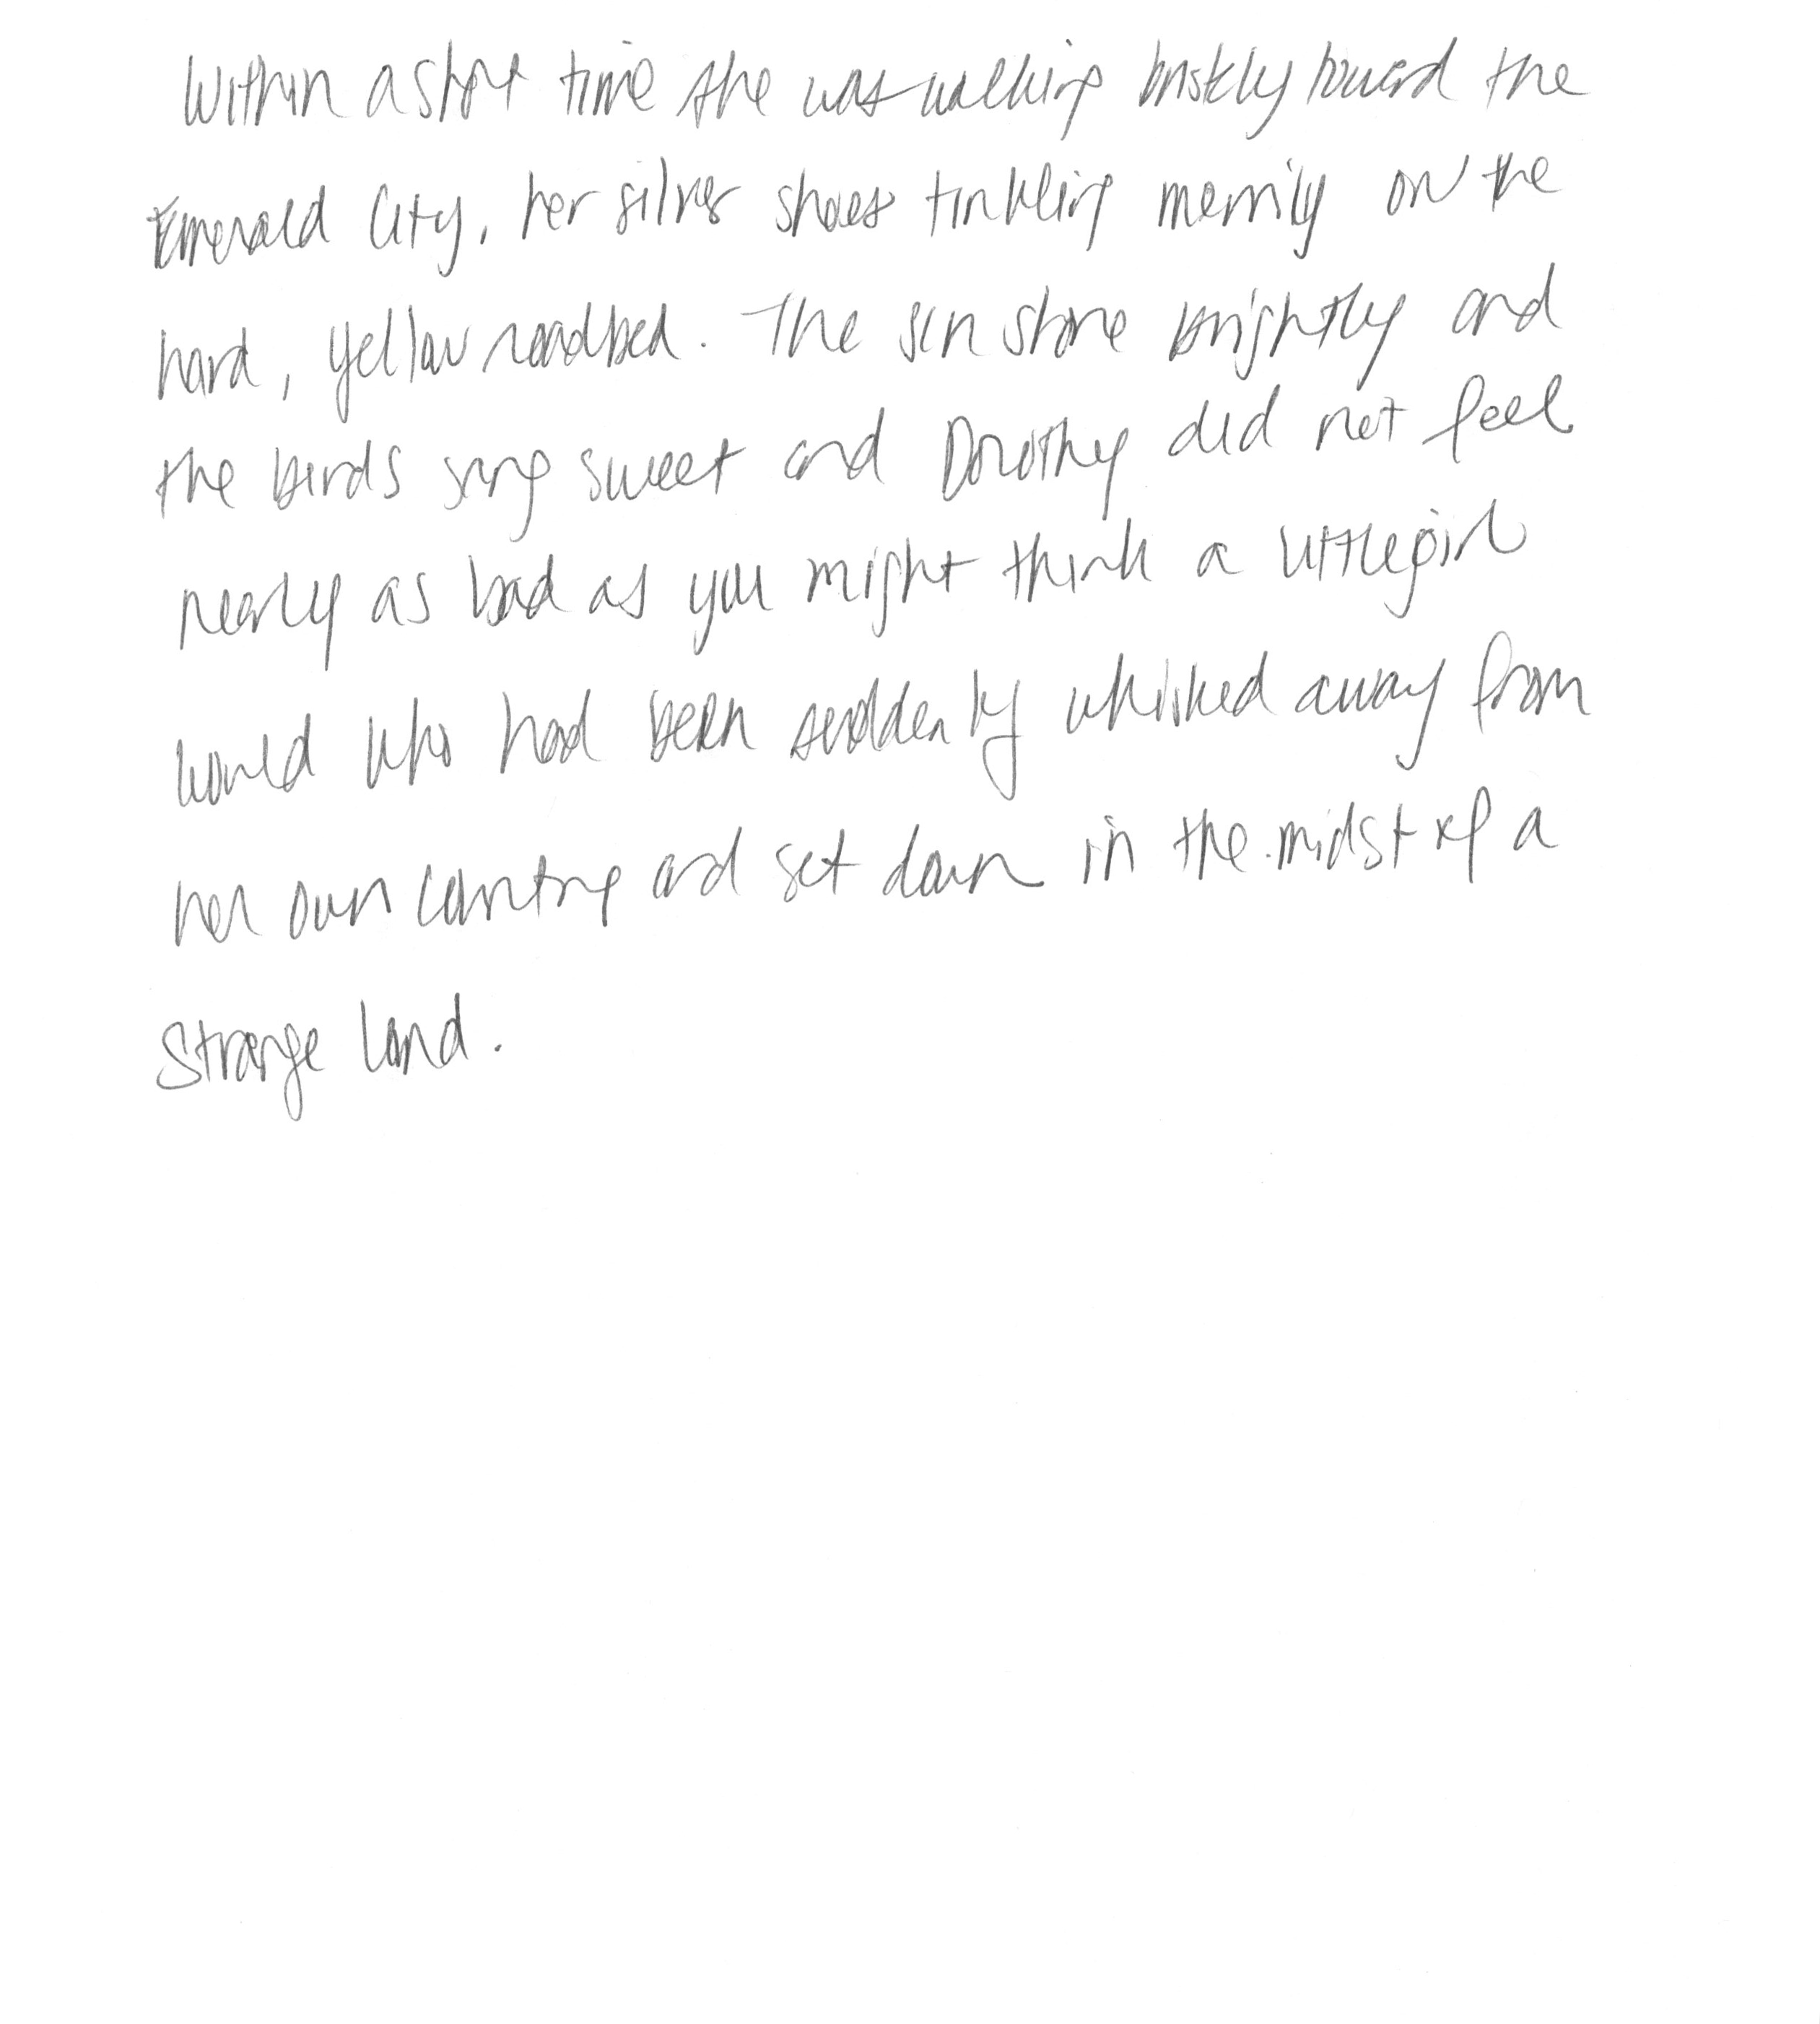 Within a short time she was walking briskly toward the
Emerald City, her silver shoes tinkling merrily on the
hard, yellow roadbed. The sun shone brightly and
the birds sang sweet and Dorothy did not feel
nearly as bad as you might think a little girl
would who had been suddenly whisked away from
her own country and set down in the midst of a
strange land.